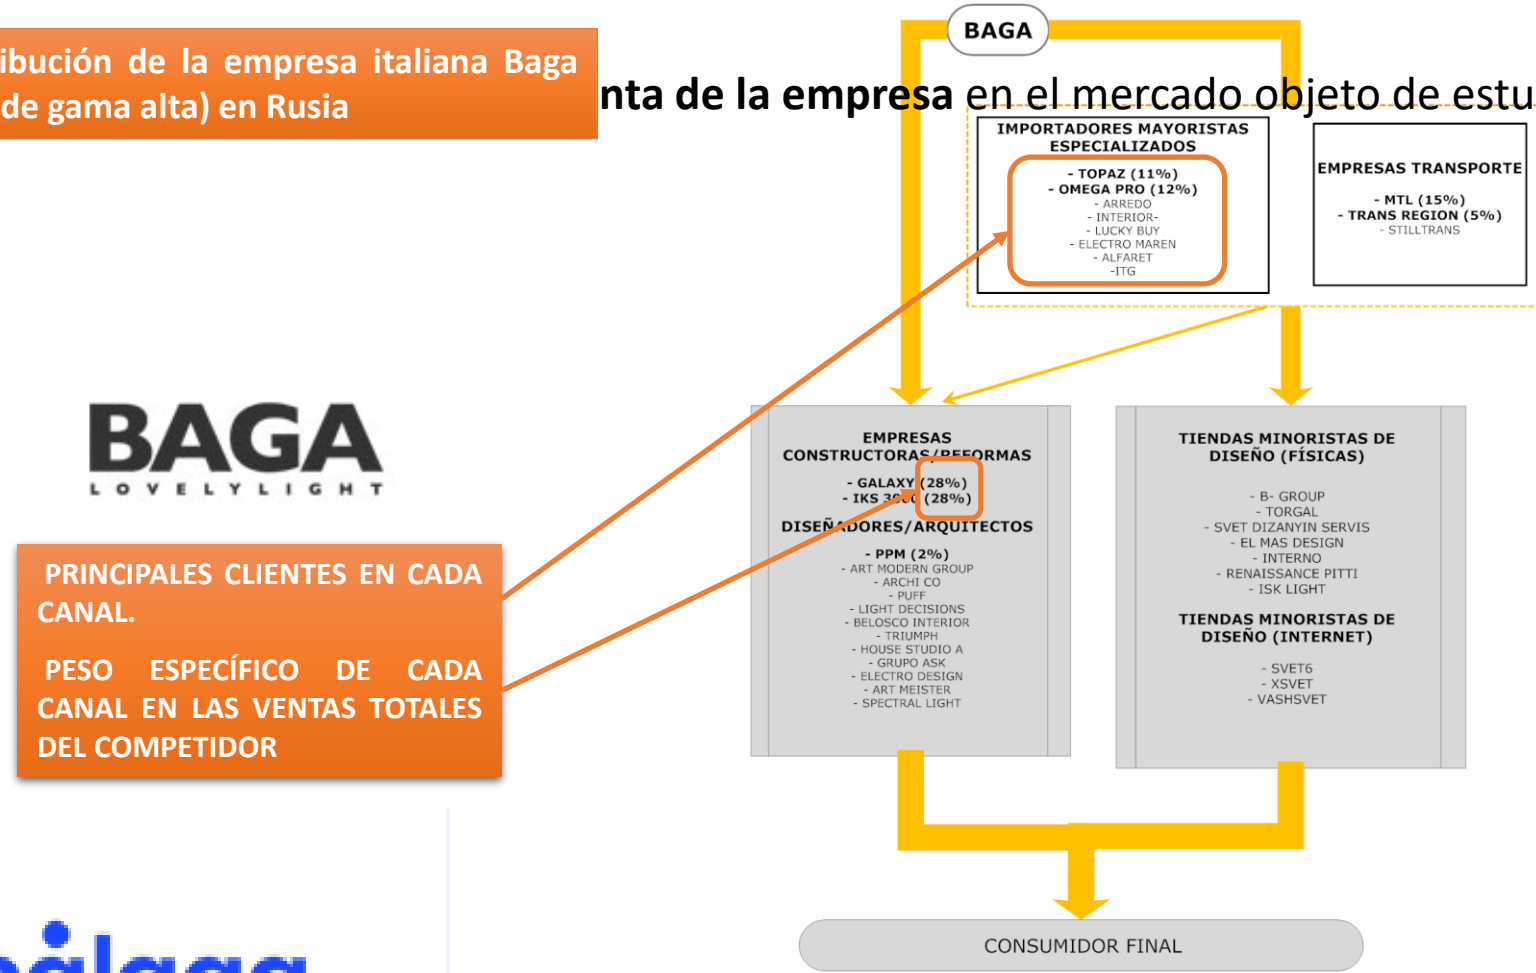 BAGA
ibución de la empresa italiana Baga
de gama alta) en Rusia
nta de la empresa en el mercado objeto de estu
IMPORTADORES MAYORISTAS
ESPECIALIZADOS
- TOPAZ (11%)
- OMEGA PRO (12%)
- ARREDO
- INTERIOR-
- LUCKY BUY
- ELECTRO MAREN
- ALFARET
-ITG
EMPRESAS TRANSPORTE
- MTL (15%)
- TRANS REGION (5%)
- STILLTRANS
BAGA
LOVELYLIGHT
PRINCIPALES CLIENTES EN CADA
CANAL.
PESO ESPECÍFICO DE CADA
CANAL EN LAS VENTAS TOTALES
DEL COMPETIDOR
EMPRESAS
CONSTRUCTORAS/REFORMAS
- GALAXY (28%)
- IKS 3000 (28%)
DISEÑADORES/ARQUITECTOS
- PPM (2%)
- ART MODERN GROUP
- ARCHI CO
- PUFF
- LIGHT DECISIONS
- BELOSCO INTERIOR
- TRIUMPH
- HOUSE STUDIO A
- GRUPO ASK
- ELECTRO DESIGN
- ART MEISTER
- SPECTRAL LIGHT
TIENDAS MINORISTAS DE
DISEÑO (FÍSICAS)
- B- GROUP
- TORGAL
- SVET DIZANYIN SERVIS
- EL MAS DESIGN
- INTERNO
- RENAISSANCE PITTI
- ISK LIGHT
TIENDAS MINORISTAS DE
DISEÑO (INTERNET)
- SVET6
- XSVET
- VASHSVET
CONSUMIDOR FINAL